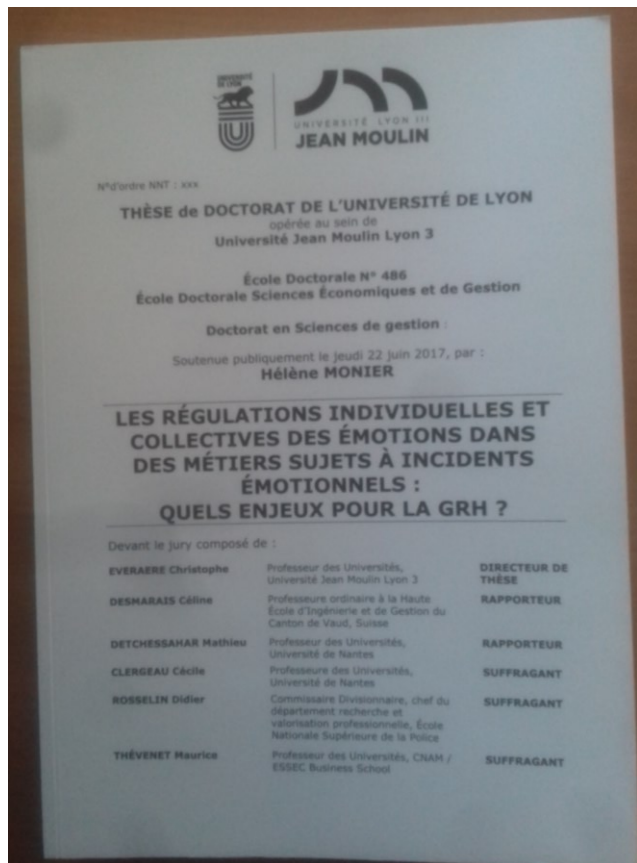 UNIVERSITÉ
DE LYON
UNIVERSITÉ LYON III
JEAN MOULIN
N°d'ordre NNT : xxx
THÈSE de DOCTORAT DE L'UNIVERSITÉ DE LYON
opérée au sein de
Université Jean Moulin Lyon 3
École Doctorale N° 486
École Doctorale Sciences Économiques et de Gestion
Doctorat en Sciences de gestion :
Soutenue publiquement le jeudi 22 juin 2017, par :
Hélène MONIER
LES RÉGULATIONS INDIVIDUELLES ET
COLLECTIVES DES ÉMOTIONS DANS
DES MÉTIERS SUJETS À INCIDENTS
ÉMOTIONNELS :
QUELS ENJEUX POUR LA GRH ?
Devant le jury composé de :
EVERAERE Christophe Professeur des Universités, DIRECTEUR DE
Université Jean Moulin Lyon 3 THÈSE
DESMARAIS Céline Professeure ordinaire à la Haute RAPPORTEUR
École d'Ingénierie et de Gestion du
Canton de Vaud, Suisse
DETCHESSAHAR Mathieu Professeur des Universités, RAPPORTEUR
Université de Nantes
CLERGEAU Cécile Professeure des Universités, SUFFRAGANT
Université de Nantes
ROSSELIN Didier Commissaire Divisionnaire, chef du SUFFRAGANT
département recherche et
valorisation professionnelle, École
Nationale Supérieure de la Police
THÉVENET Maurice Professeur des Universités, CNAM / SUFFRAGANT
ESSEC Business School